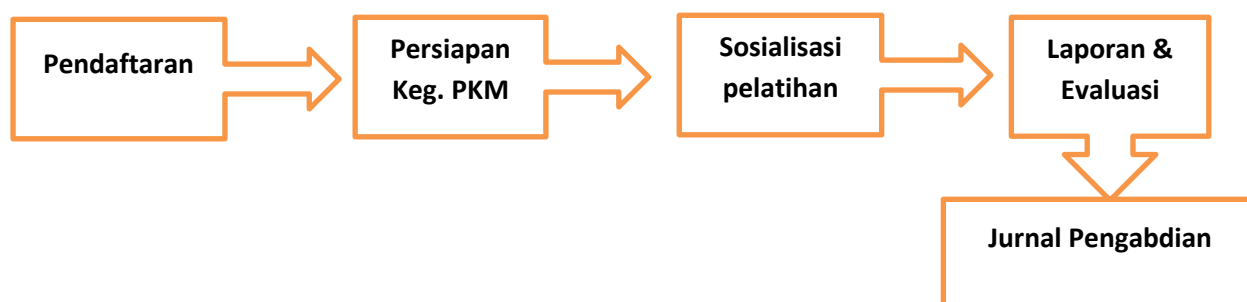 Pendaftaran
Persiapan
Keg. PKM
Sosialisasi
pelatihan
Laporan &
Evaluasi
Jurnal Pengabdian